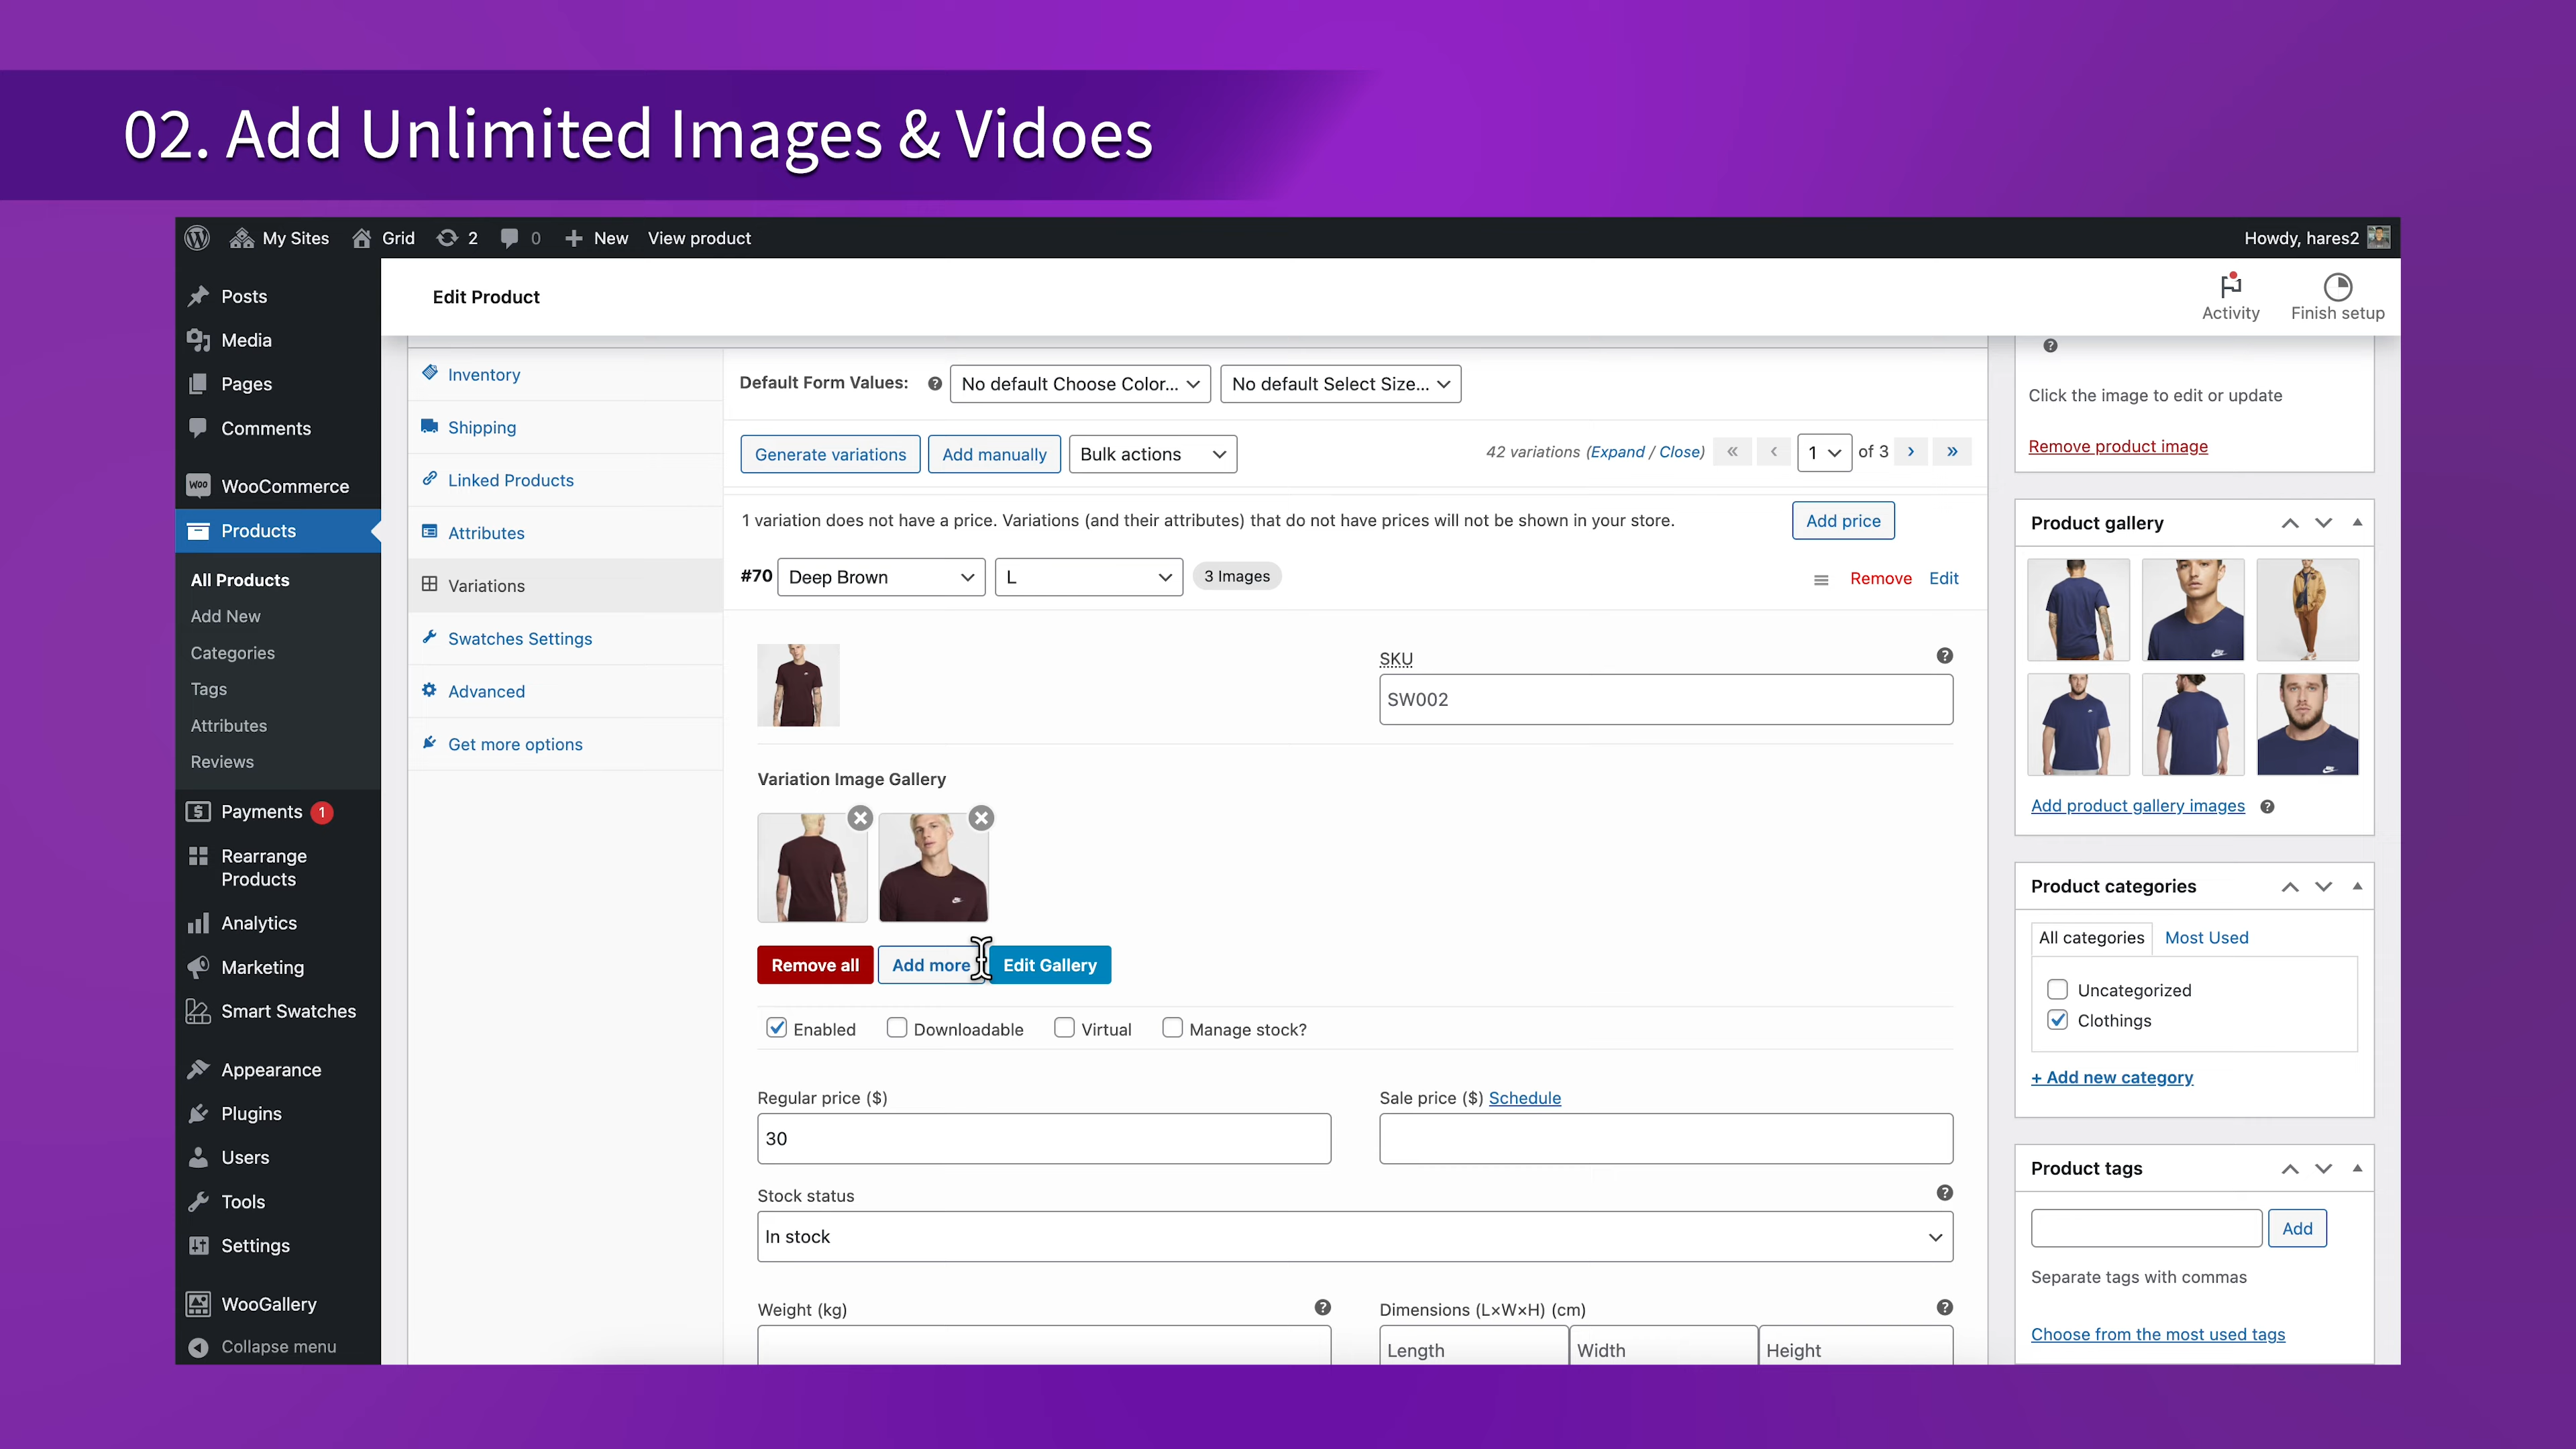 02. Add Unlimited Images & Vidoes
My Sites Grid 2 0 New View product
Howdy, hares2
Posts
Media
Pages
Comments
WooCommerce
Products
All Products
Add New
Categories
Tags
Attributes
Reviews
Payments 1
Rearrange
Products
Analytics
Marketing
Smart Swatches
Appearance
Plugins
Users
Tools
Settings
WooGallery
Collapse menu
Edit Product
Activity
Finish setup
Inventory
Shipping
Linked Products
Attributes
Variations
Swatches Settings
Advanced
Get more options
Default Form Values: No default Choose Color... No default Select Size...
Generate variations Add manually Bulk actions 42 variations (Expand / Close) « ‹ 1 of 3 › »
1 variation does not have a price. Variations (and their attributes) that do not have prices will not be shown in your store. Add price
#70 Deep Brown L 3 Images Remove Edit
SKU
SW002
Variation Image Gallery
Remove all Add more Edit Gallery
Enabled Downloadable Virtual Manage stock?
Regular price ($)
30
Sale price ($) Schedule
Stock status
In stock
Weight (kg)
Dimensions (L×W×H) (cm)
Length Width Height
Click the image to edit or update
Remove product image
Product gallery
Add product gallery images
Product categories
All categories Most Used
Uncategorized
Clothings
+ Add new category
Product tags
Add
Separate tags with commas
Choose from the most used tags